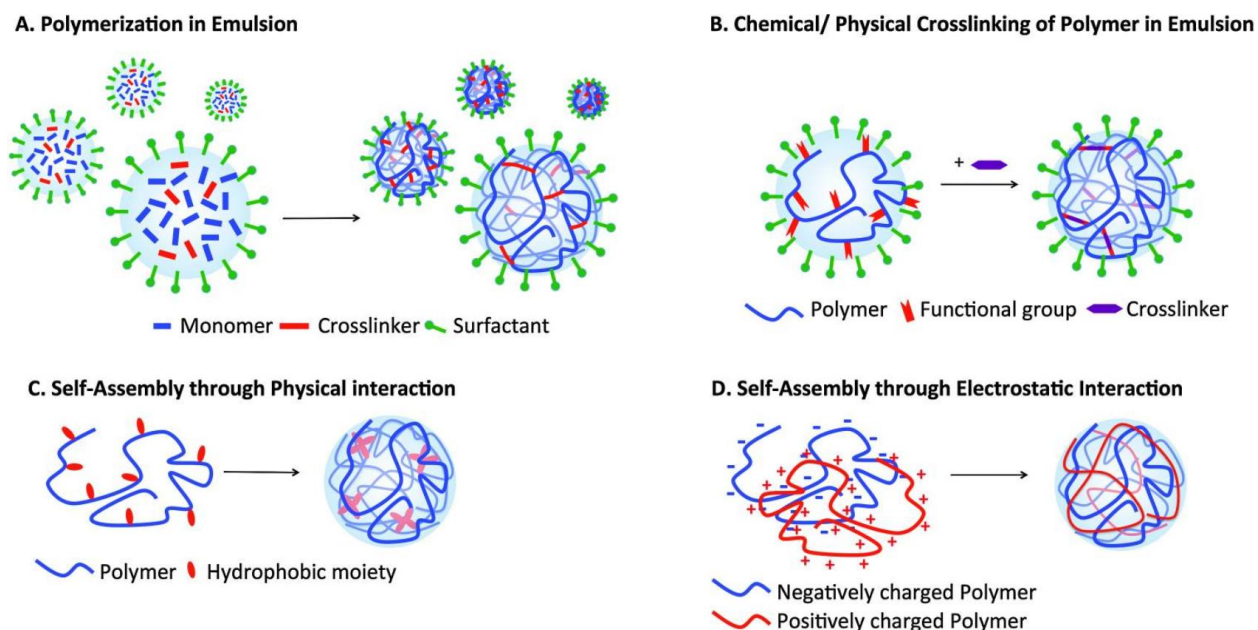 A. Polymerization in Emulsion
Monomer Crosslinker Surfactant
B. Chemical/ Physical Crosslinking of Polymer in Emulsion
+
Polymer Functional group Crosslinker
C. Self-Assembly through Physical interaction
Polymer Hydrophobic moiety
D. Self-Assembly through Electrostatic Interaction
Negatively charged Polymer
Positively charged Polymer